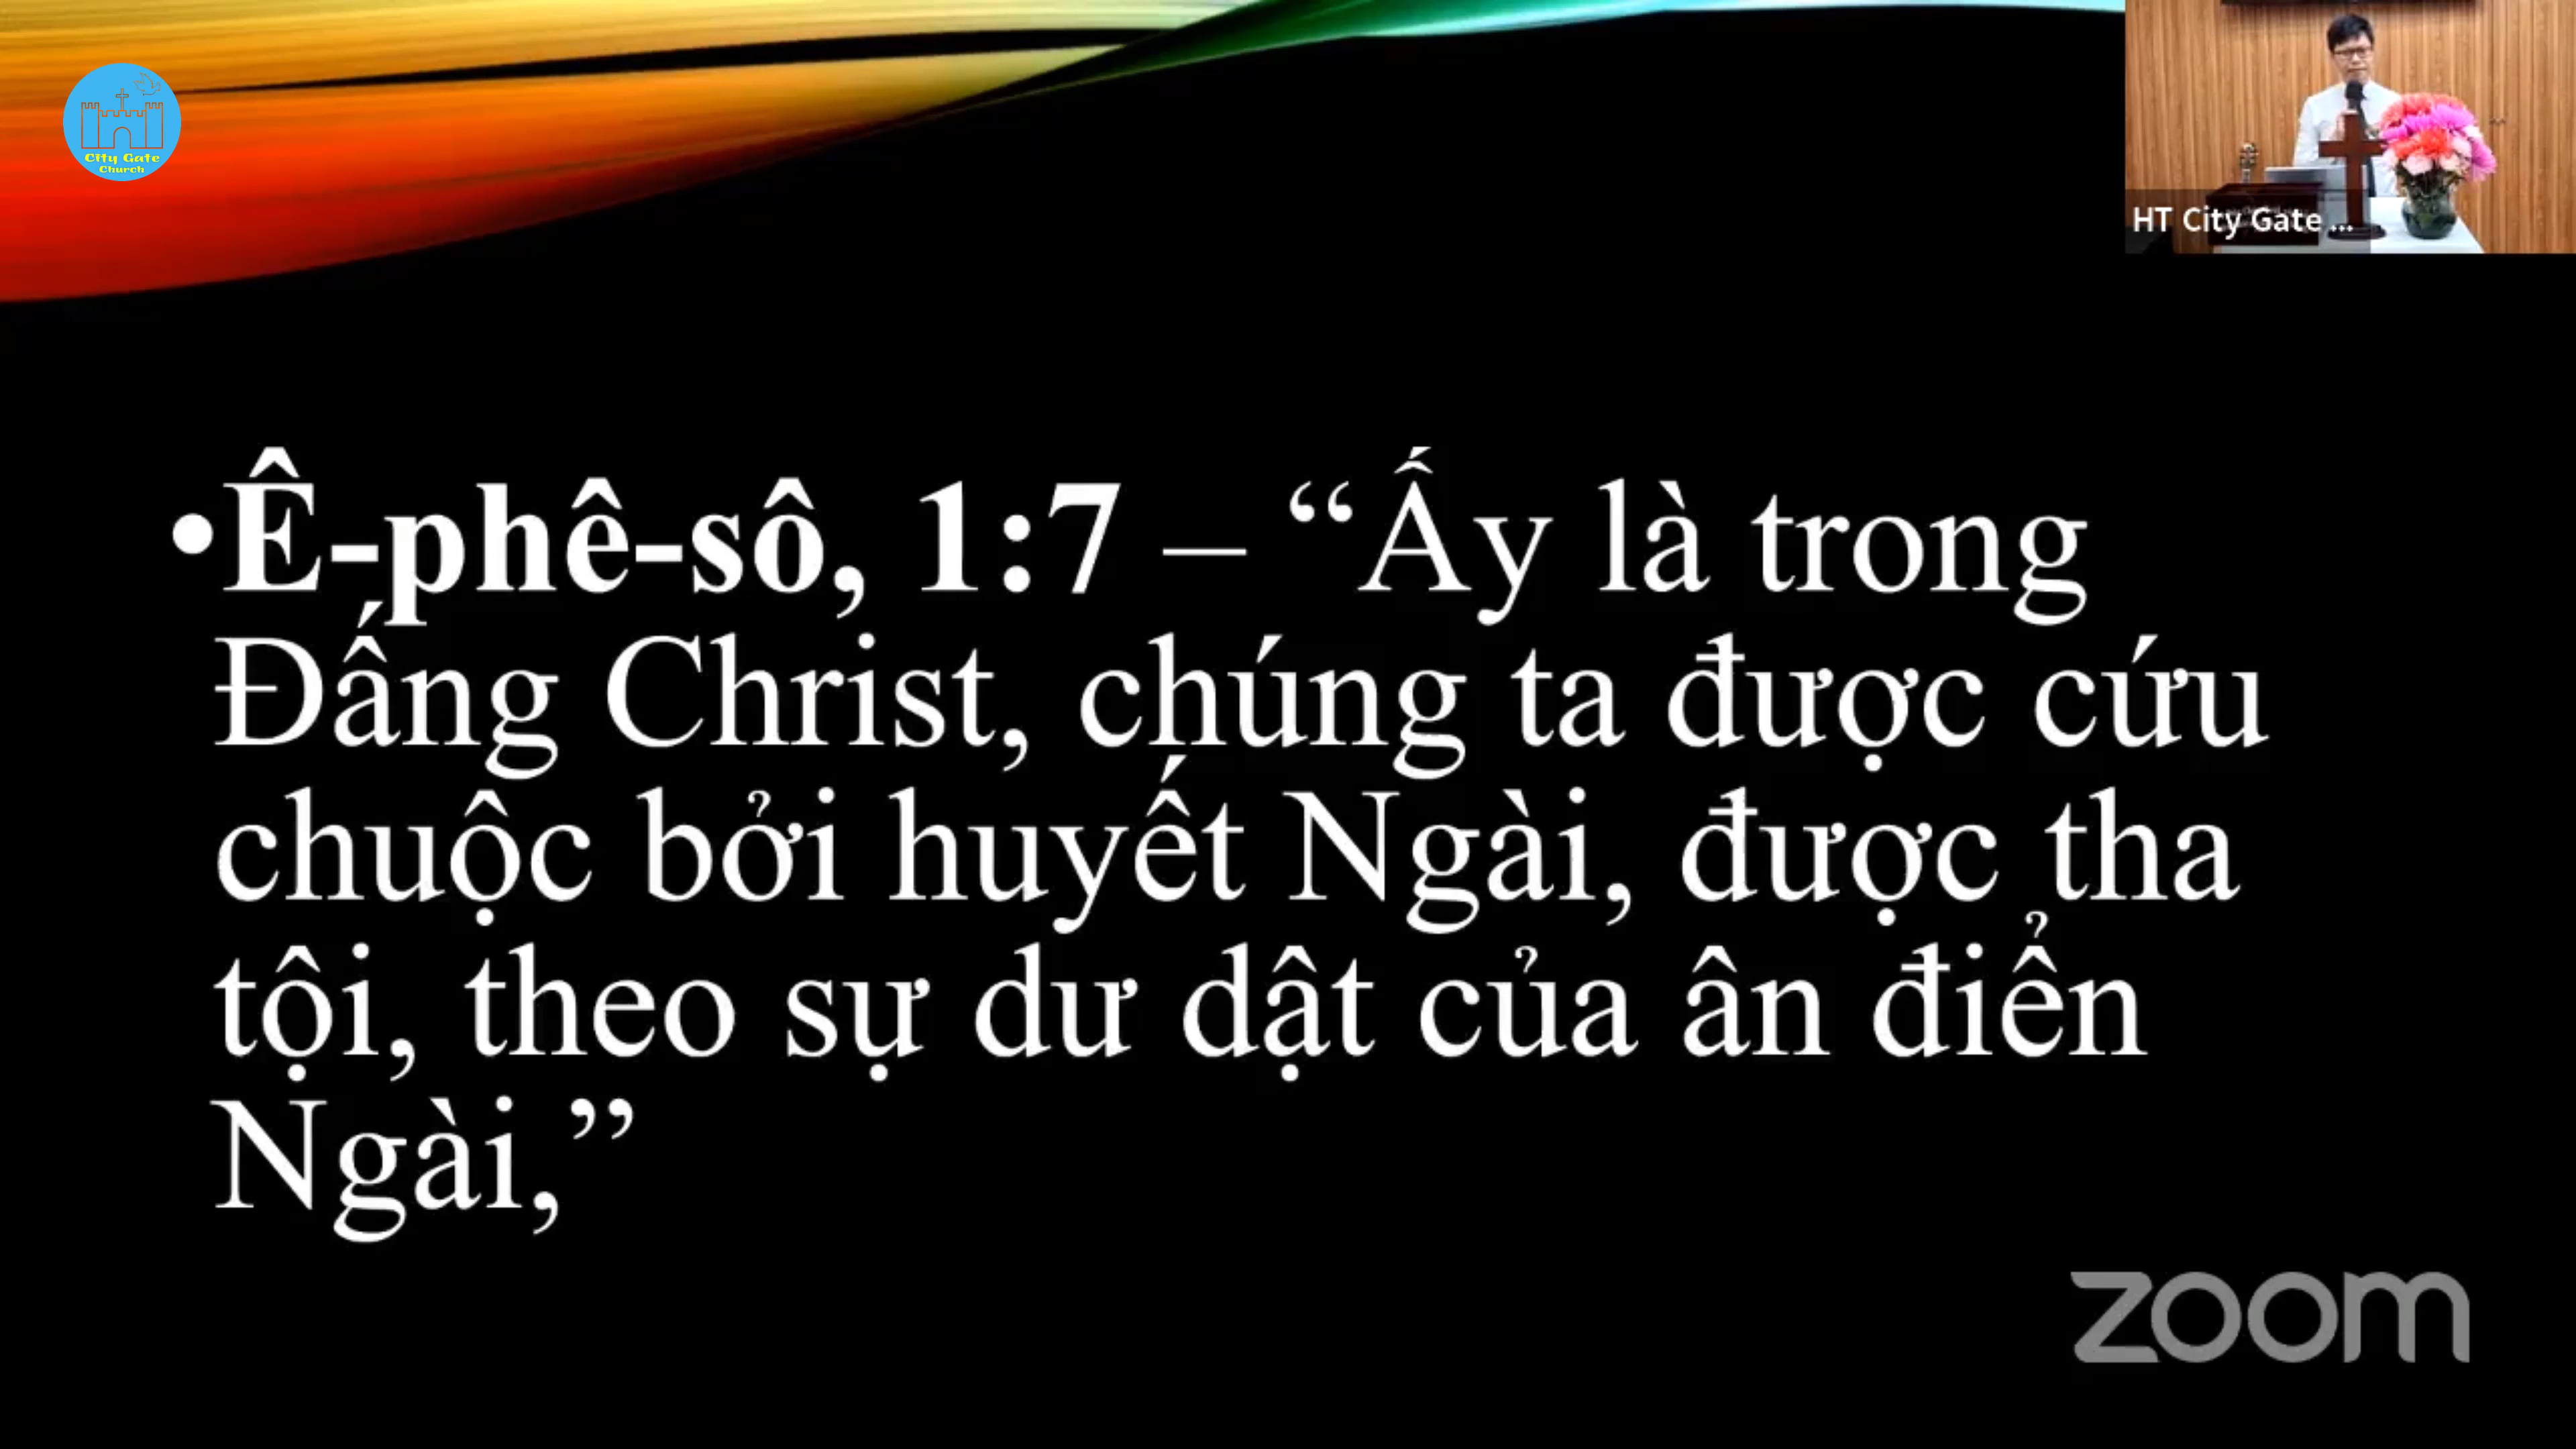 City Gate
Church
HT City Gate ...
•Ê-phê-sô, 1:7 – “Ấy là trong
Đấng Christ, chúng ta được cứu
chuộc bởi huyết Ngài, được tha
tội, theo sự dư dật của ân điển
Ngài,”
zoom